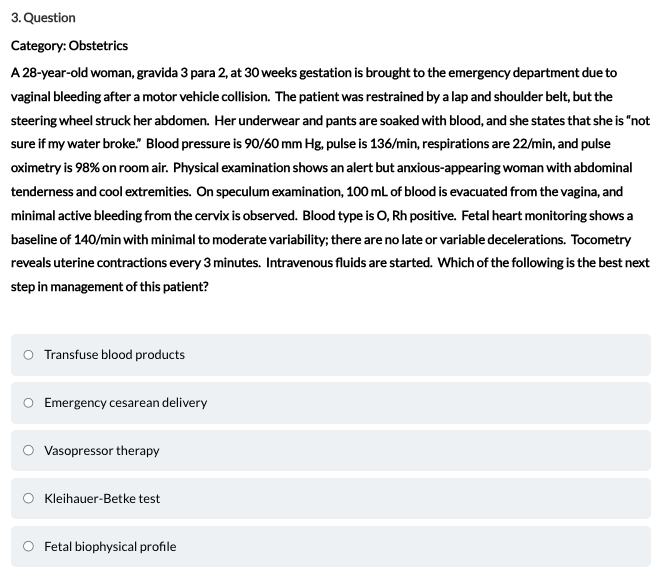 3. Question
Category: Obstetrics
A 28-year-old woman, gravida 3 para 2, at 30 weeks gestation is brought to the emergency department due to
vaginal bleeding after a motor vehicle collision. The patient was restrained by a lap and shoulder belt, but the
steering wheel struck her abdomen. Her underwear and pants are soaked with blood, and she states that she is "not
sure if my water broke." Blood pressure is 90/60 mm Hg, pulse is 136/min, respirations are 22/min, and pulse
oximetry is 98% on room air. Physical examination shows an alert but anxious-appearing woman with abdominal
tenderness and cool extremities. On speculum examination, 100 mL of blood is evacuated from the vagina, and
minimal active bleeding from the cervix is observed. Blood type is O, Rh positive. Fetal heart monitoring shows a
baseline of 140/min with minimal to moderate variability; there are no late or variable decelerations. Tocometry
reveals uterine contractions every 3 minutes. Intravenous fluids are started. Which of the following is the best next
step in management of this patient?
Transfuse blood products
Emergency cesarean delivery
Vasopressor therapy
Kleihauer-Betke test
Fetal biophysical profile